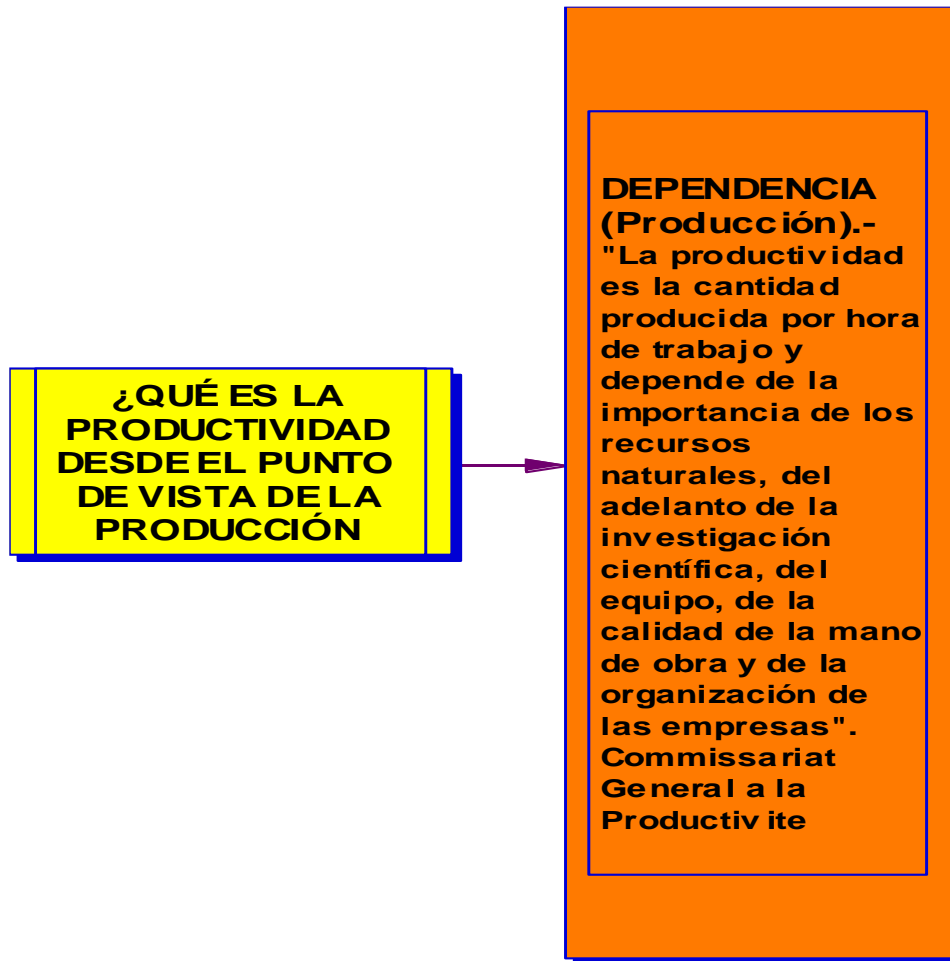 ¿QUÉ ES LA
PRODUCTIVIDAD
DESDE EL PUNTO
DE VISTA DE LA
PRODUCCIÓN
DEPENDENCIA
(Producción).-
"La productividad
es la cantidad
producida por hora
de trabajo y
depende de la
importancia de los
recursos
naturales, del
adelanto de la
investigación
científica, del
equipo, de la
calidad de la mano
de obra y de la
organización de
las empresas".
Commissariat
General a la
Productivite